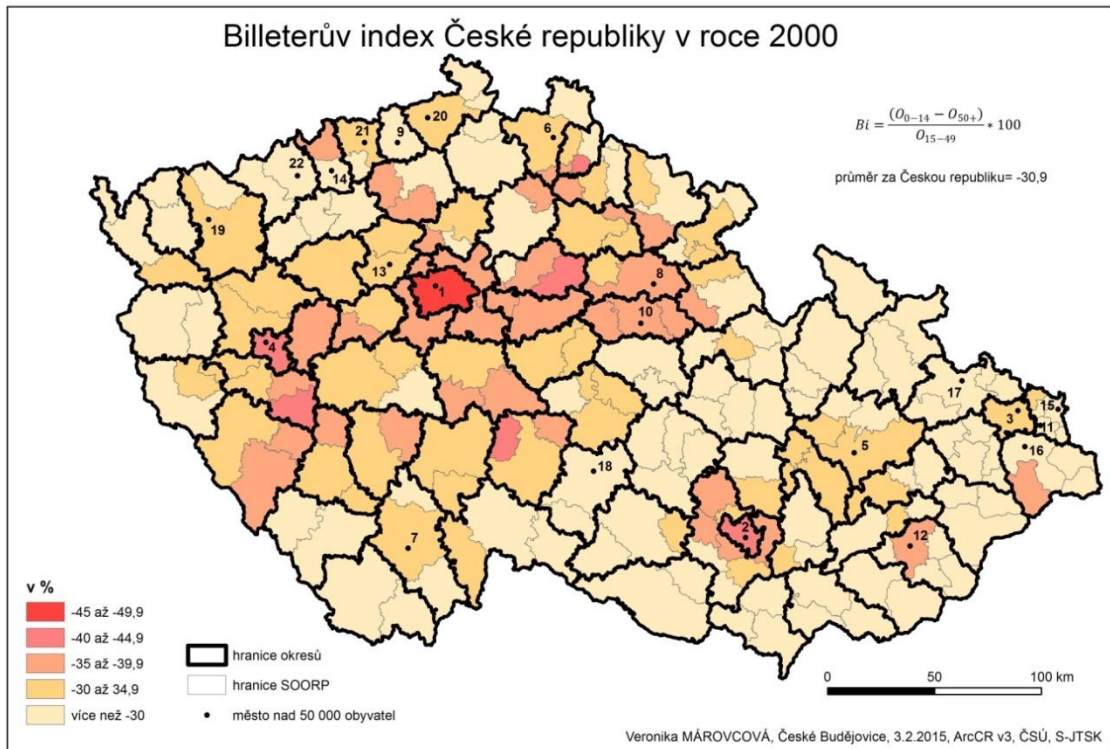 Billeterův index České republiky v roce 2000
Bi = (O0-14 − O50+) / O15-49 * 100
průměr za Českou republiku= -30,9
20
21
9
6
22
14
19
13
1
8
10
4
17
3
15
11
5
16
18
2
12
7
v %
-45 až -49,9
-40 až -44,9
-35 až -39,9
-30 až 34,9
více než -30
hranice okresů
hranice SOORP
město nad 50 000 obyvatel
0 50 100 km
Veronika MÁROVCOVÁ, České Budějovice, 3.2.2015, ArcCR v3, ČSÚ, S-JTSK